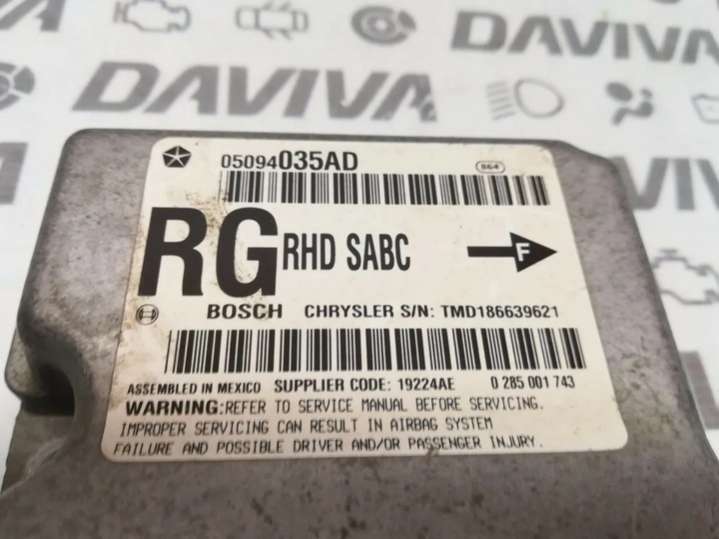 DAVIVA
DAVIVA
05094035AD
864
RG RHD SABC
F
BOSCH CHRYSLER S/N: TMD186639621
ASSEMBLED IN MEXICO SUPPLIER CODE: 19224AE 0 285 001 743
WARNING: REFER TO SERVICE MANUAL BEFORE SERVICING.
IMPROPER SERVICING CAN RESULT IN AIRBAG SYSTEM
FAILURE AND POSSIBLE DRIVER AND/OR PASSENGER INJURY.